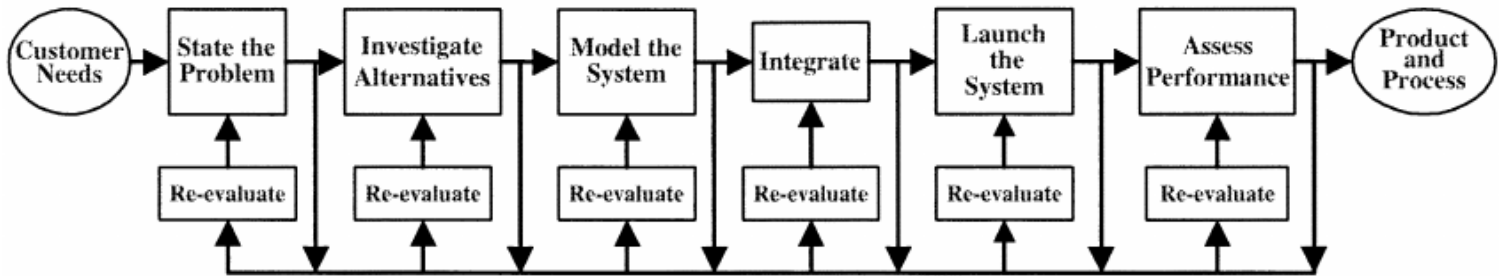 Customer
Needs
State the
Problem
Investigate
Alternatives
Model the
System
Integrate
Launch
the
System
Assess
Performance
Product
and
Process
Re-evaluate
Re-evaluate
Re-evaluate
Re-evaluate
Re-evaluate
Re-evaluate